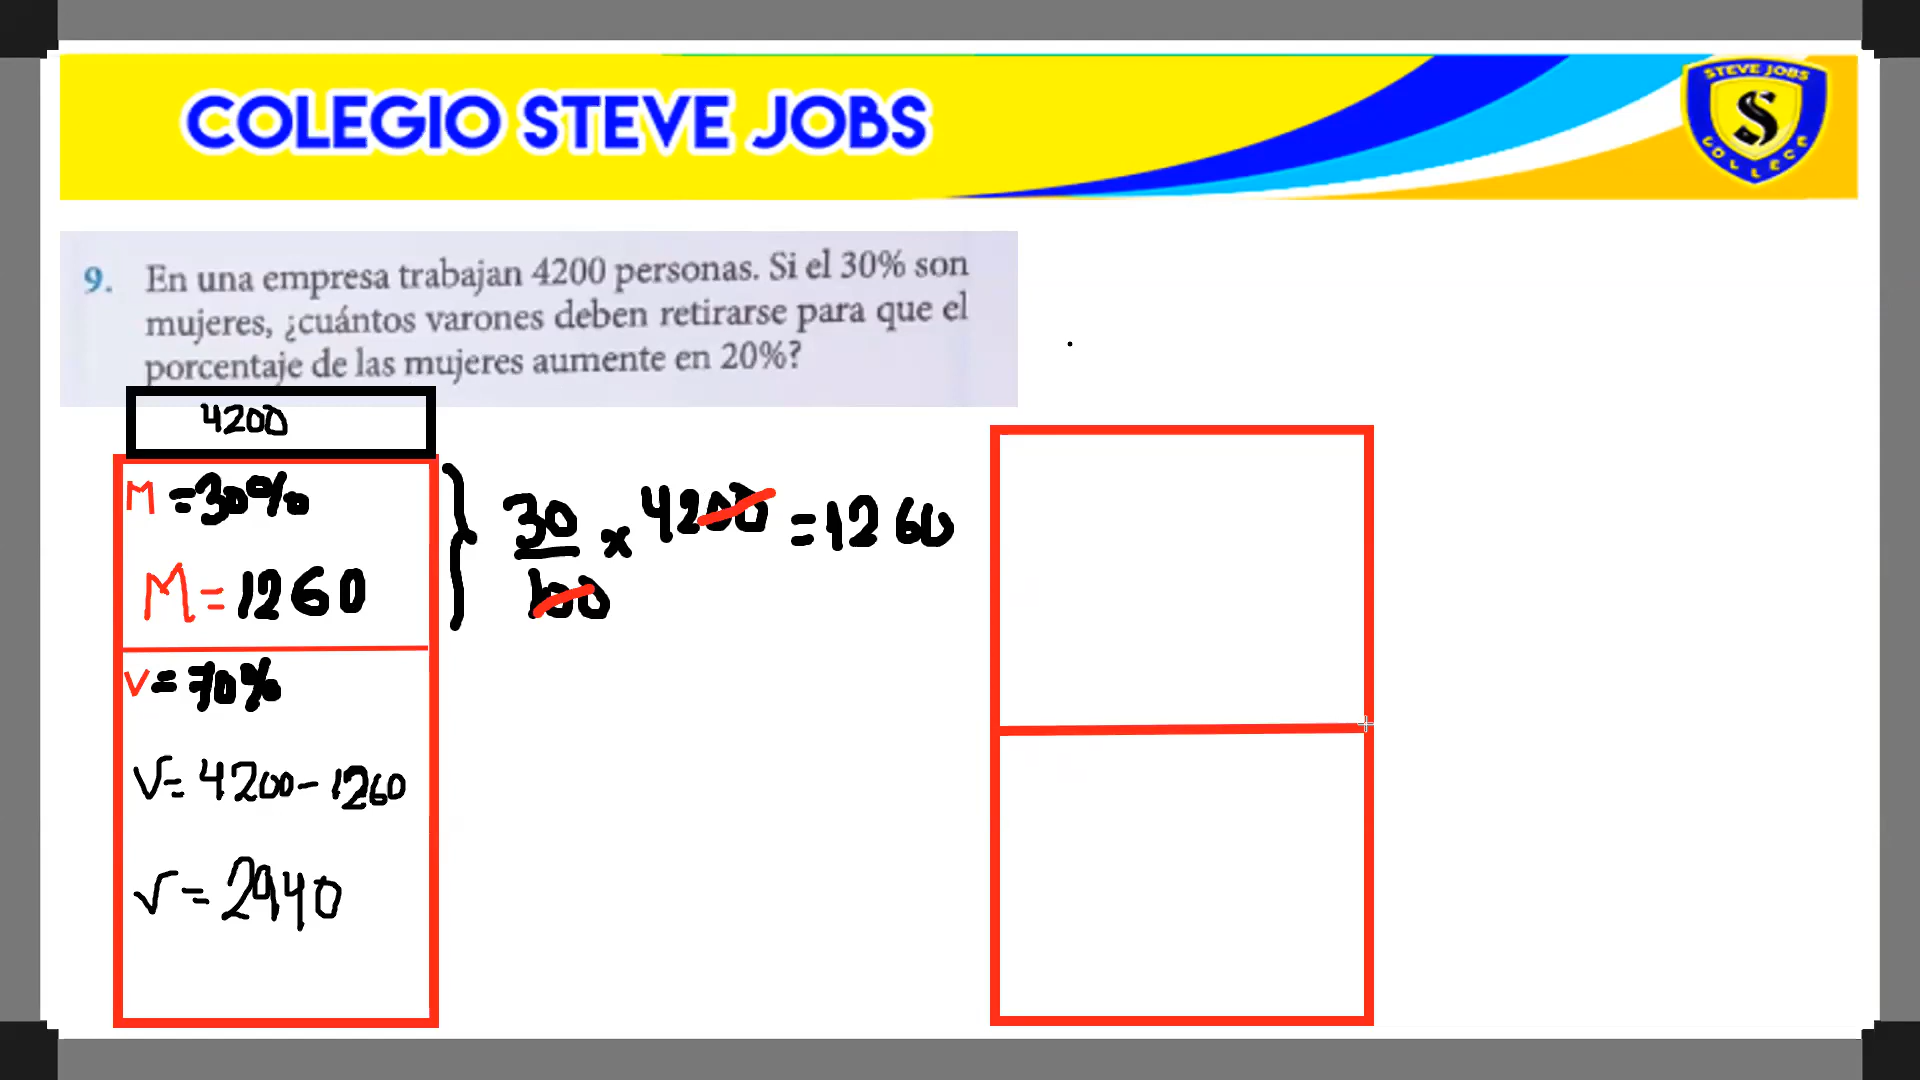 COLEGIO STEVE JOBS
STEVE JOBS
S
COLLEGE
9. En una empresa trabajan 4200 personas. Si el 30% son
mujeres, ¿cuántos varones deben retirarse para que el
porcentaje de las mujeres aumente en 20%?
4200
M =30%
M=1260
30/100 x 4200 =1260
V=70%
V= 4200-1260
V=2940